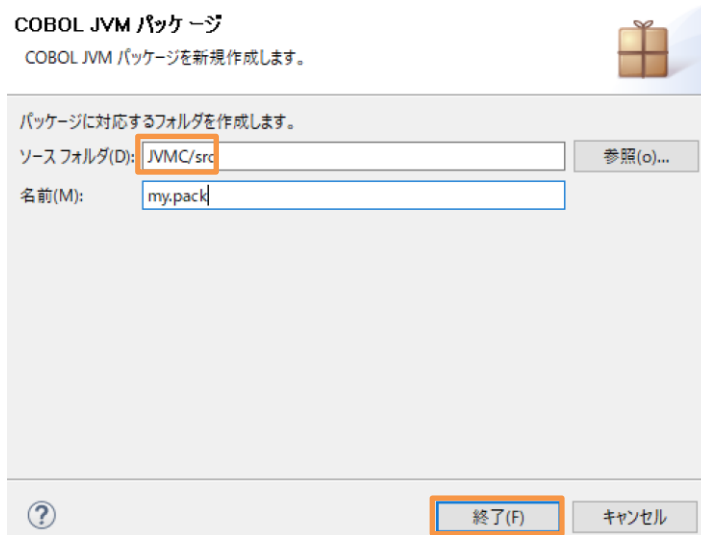 COBOL JVM パッケージ
COBOL JVM パッケージを新規作成します。
パッケージに対応するフォルダを作成します。
ソース フォルダ(D): JVMC/src 参照(o)...
名前(M): my.pack
? 終了(F) キャンセル